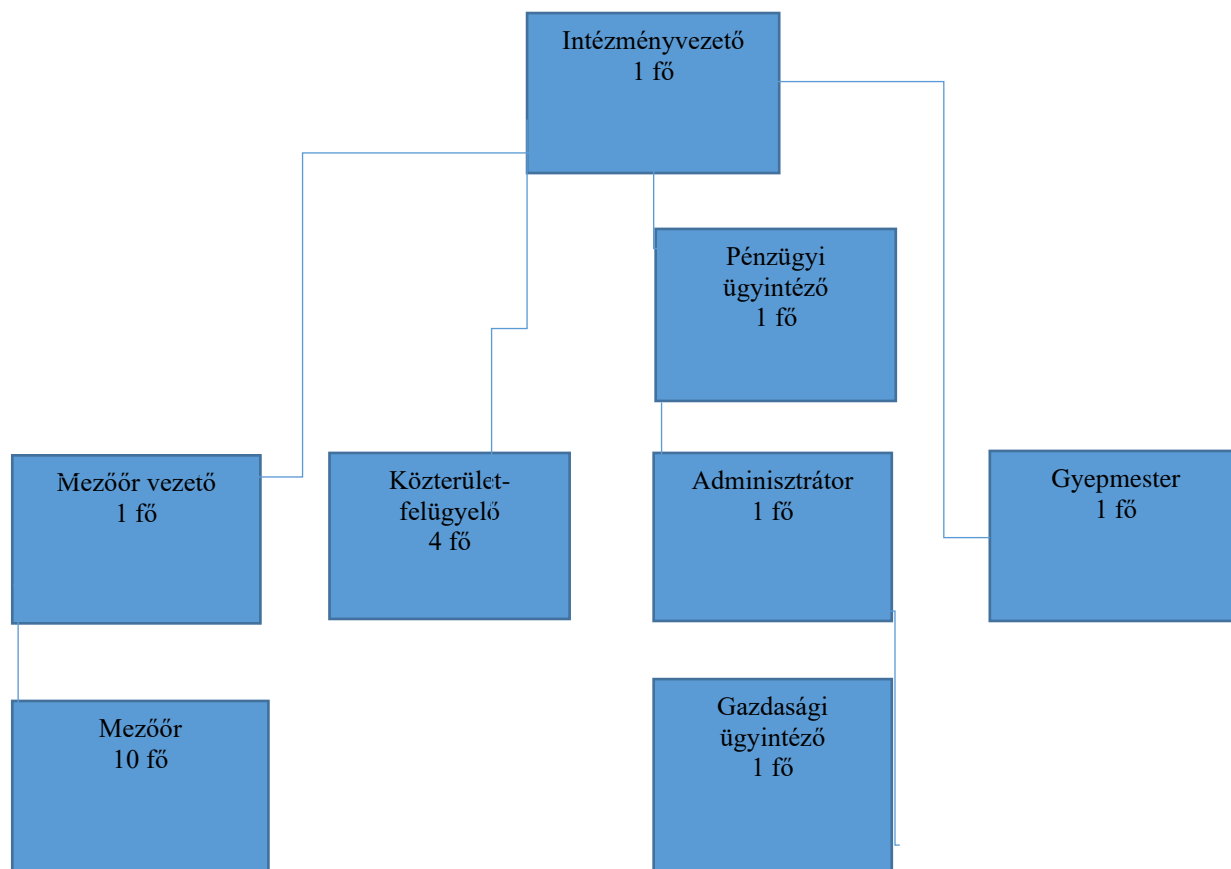 Intézményvezető
1 fő
Pénzügyi
ügyintéző
1 fő
Mezőőr vezető
1 fő
Közterület-
felügyelő
4 fő
Adminisztrátor
1 fő
Gyepmester
1 fő
Mezőőr
10 fő
Gazdasági
ügyintéző
1 fő